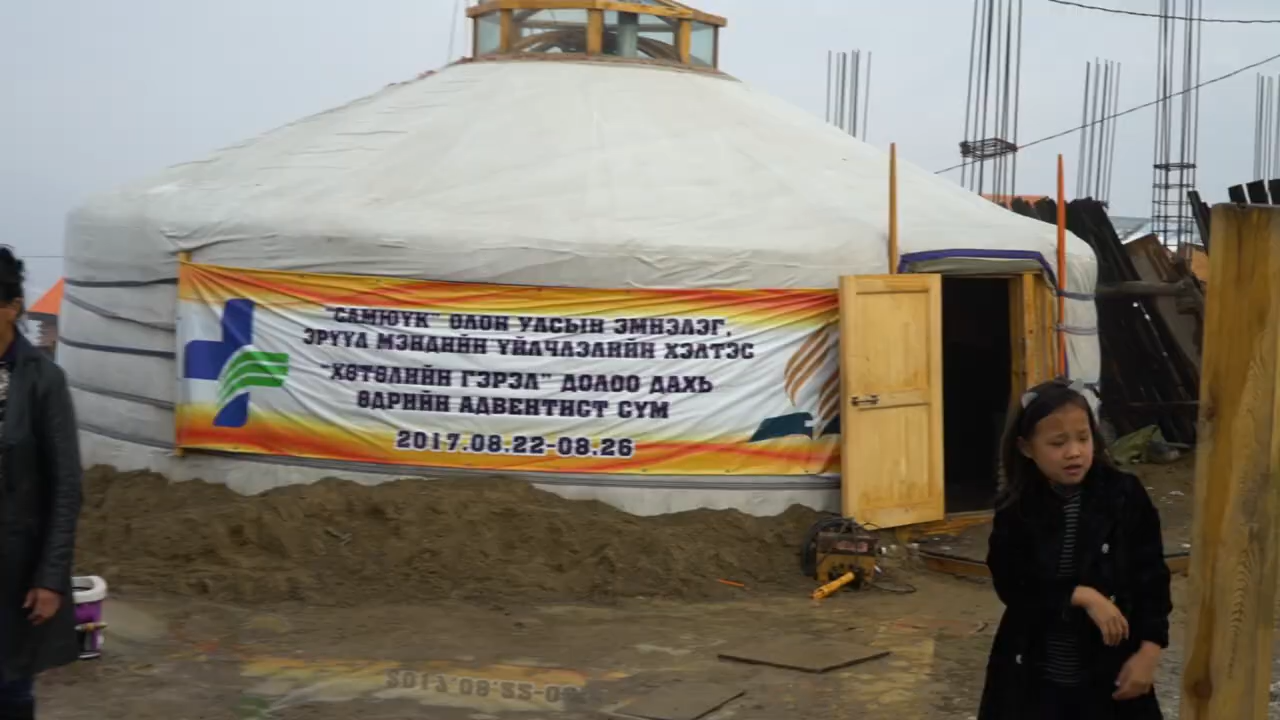 "САМЮҮК" ОЛОН УЛСЫН ЭМНЭЛЭГ,
ЭРҮҮЛ МЭНДИЙН ҮЙЛЧЛЭЛИЙН ХЭЛТЭС
"ХӨТӨЛИЙН ГЭРЭЛ" ДОЛОО ДАХЬ
ӨДРИЙН АДВЕНТИСТ СҮМ
2017.08.22-08.26